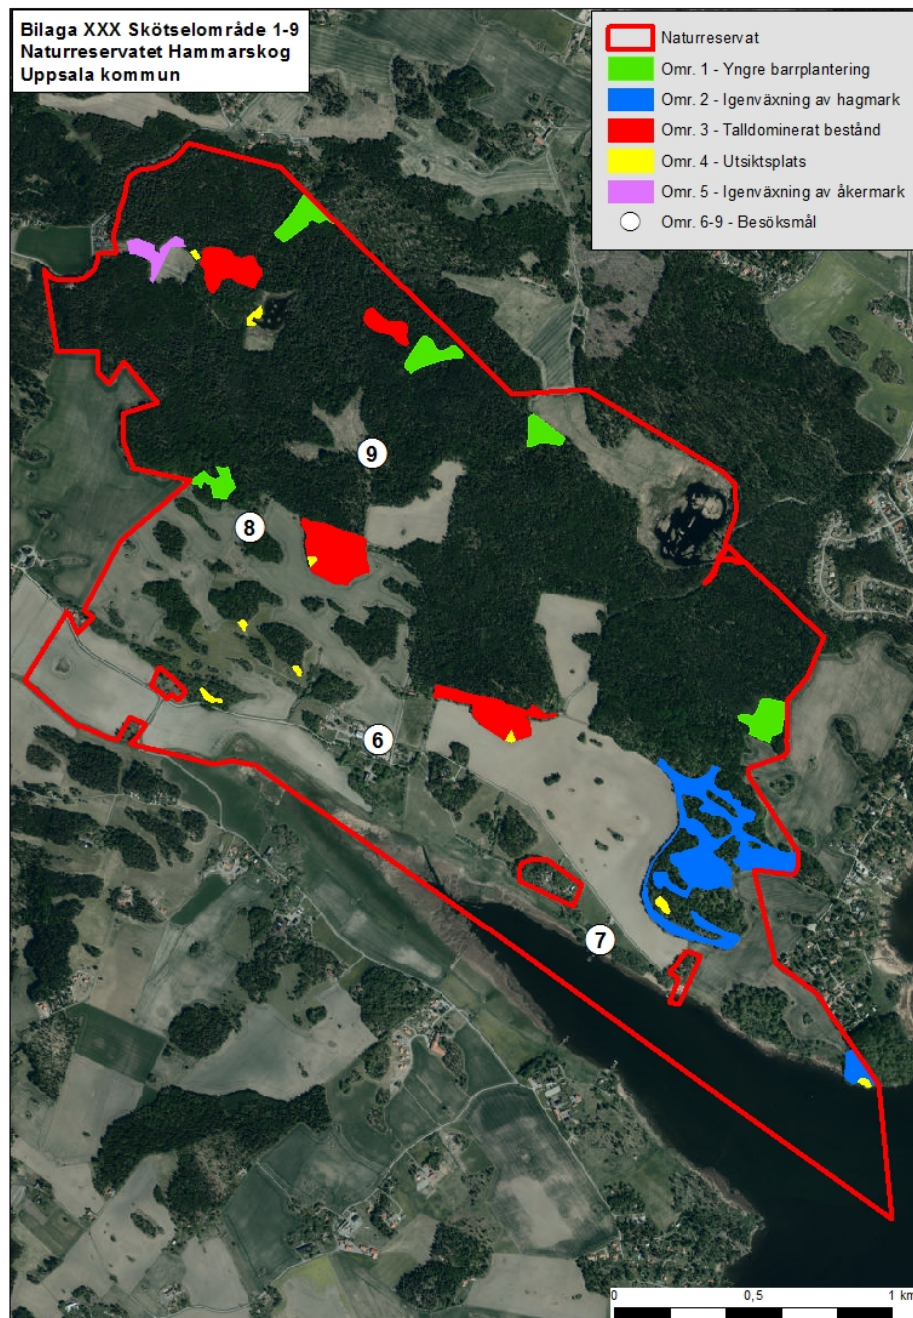 Bilaga XXX Skötselområde 1-9
Naturreservatet Hammarskog
Uppsala kommun
Naturreservat
Omr. 1 - Yngre barrplantering
Omr. 2 - Igenväxning av hagmark
Omr. 3 - Talldominerat bestånd
Omr. 4 - Utsiktsplats
Omr. 5 - Igenväxning av åkermark
Omr. 6-9 - Besöksmål
9
8
6
7
0 0,5 1 km